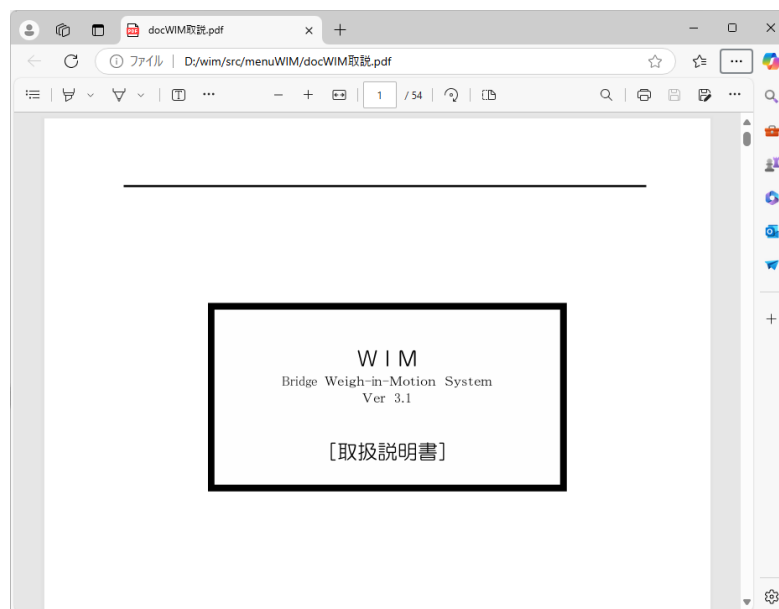 docWIM取説.pdf
ファイル
D:/wim/src/menuWIM/docWIM取説.pdf
1 / 54
ＷＩＭ
Bridge Weigh-in-Motion System
Ver 3.1
[取扱説明書]